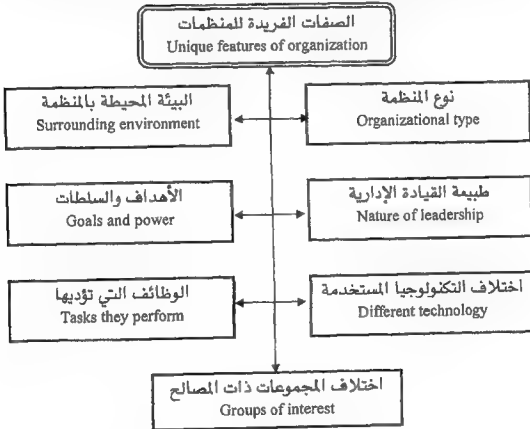 الصفات الفريدة للمنظمات
Unique features of organization
نوع المنظمة
Organizational type
البيئة المحيطة بالمنظمة
Surrounding environment
طبيعة القيادة الإدارية
Nature of leadership
الأهداف والسلطات
Goals and power
اختلاف التكنولوجيا المستخدمة
Different technology
الوظائف التي تؤديها
Tasks they perform
اختلاف المجموعات ذات المصالح
Groups of interest